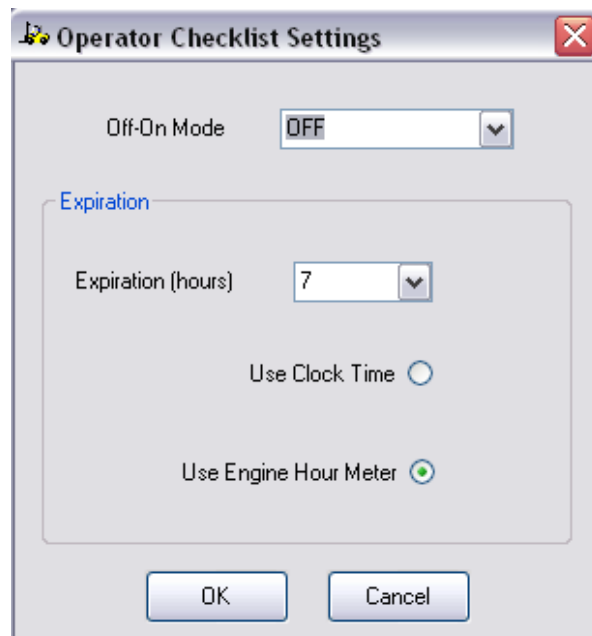 Operator Checklist Settings
Off-On Mode OFF
Expiration
Expiration (hours) 7
Use Clock Time
Use Engine Hour Meter
OK Cancel